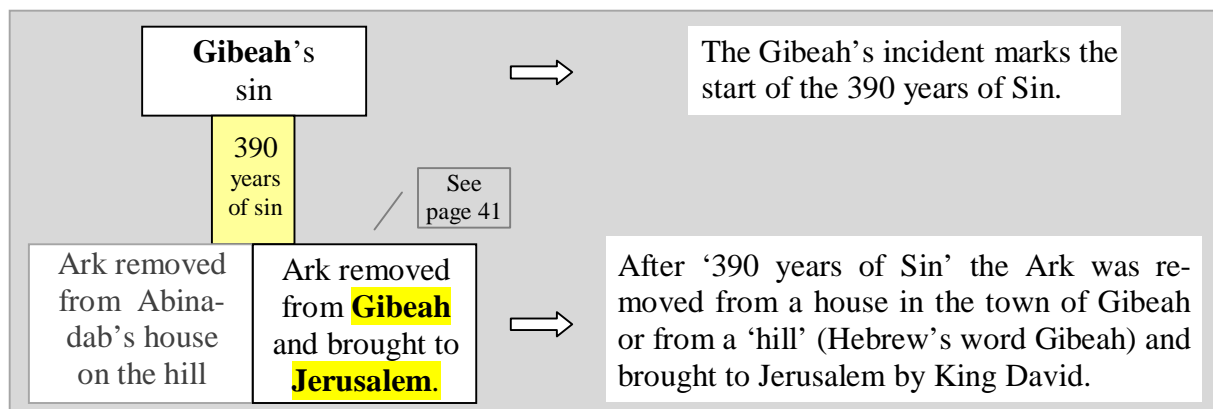 Gibeah’s
sin
The Gibeah’s incident marks the
start of the 390 years of Sin.
390
years
of sin
See
page 41
Ark removed
from Abina-
dab’s house
on the hill
Ark removed
from Gibeah
and brought to
Jerusalem.
After ‘390 years of Sin’ the Ark was re-
moved from a house in the town of Gibeah
or from a ‘hill’ (Hebrew’s word Gibeah) and
brought to Jerusalem by King David.